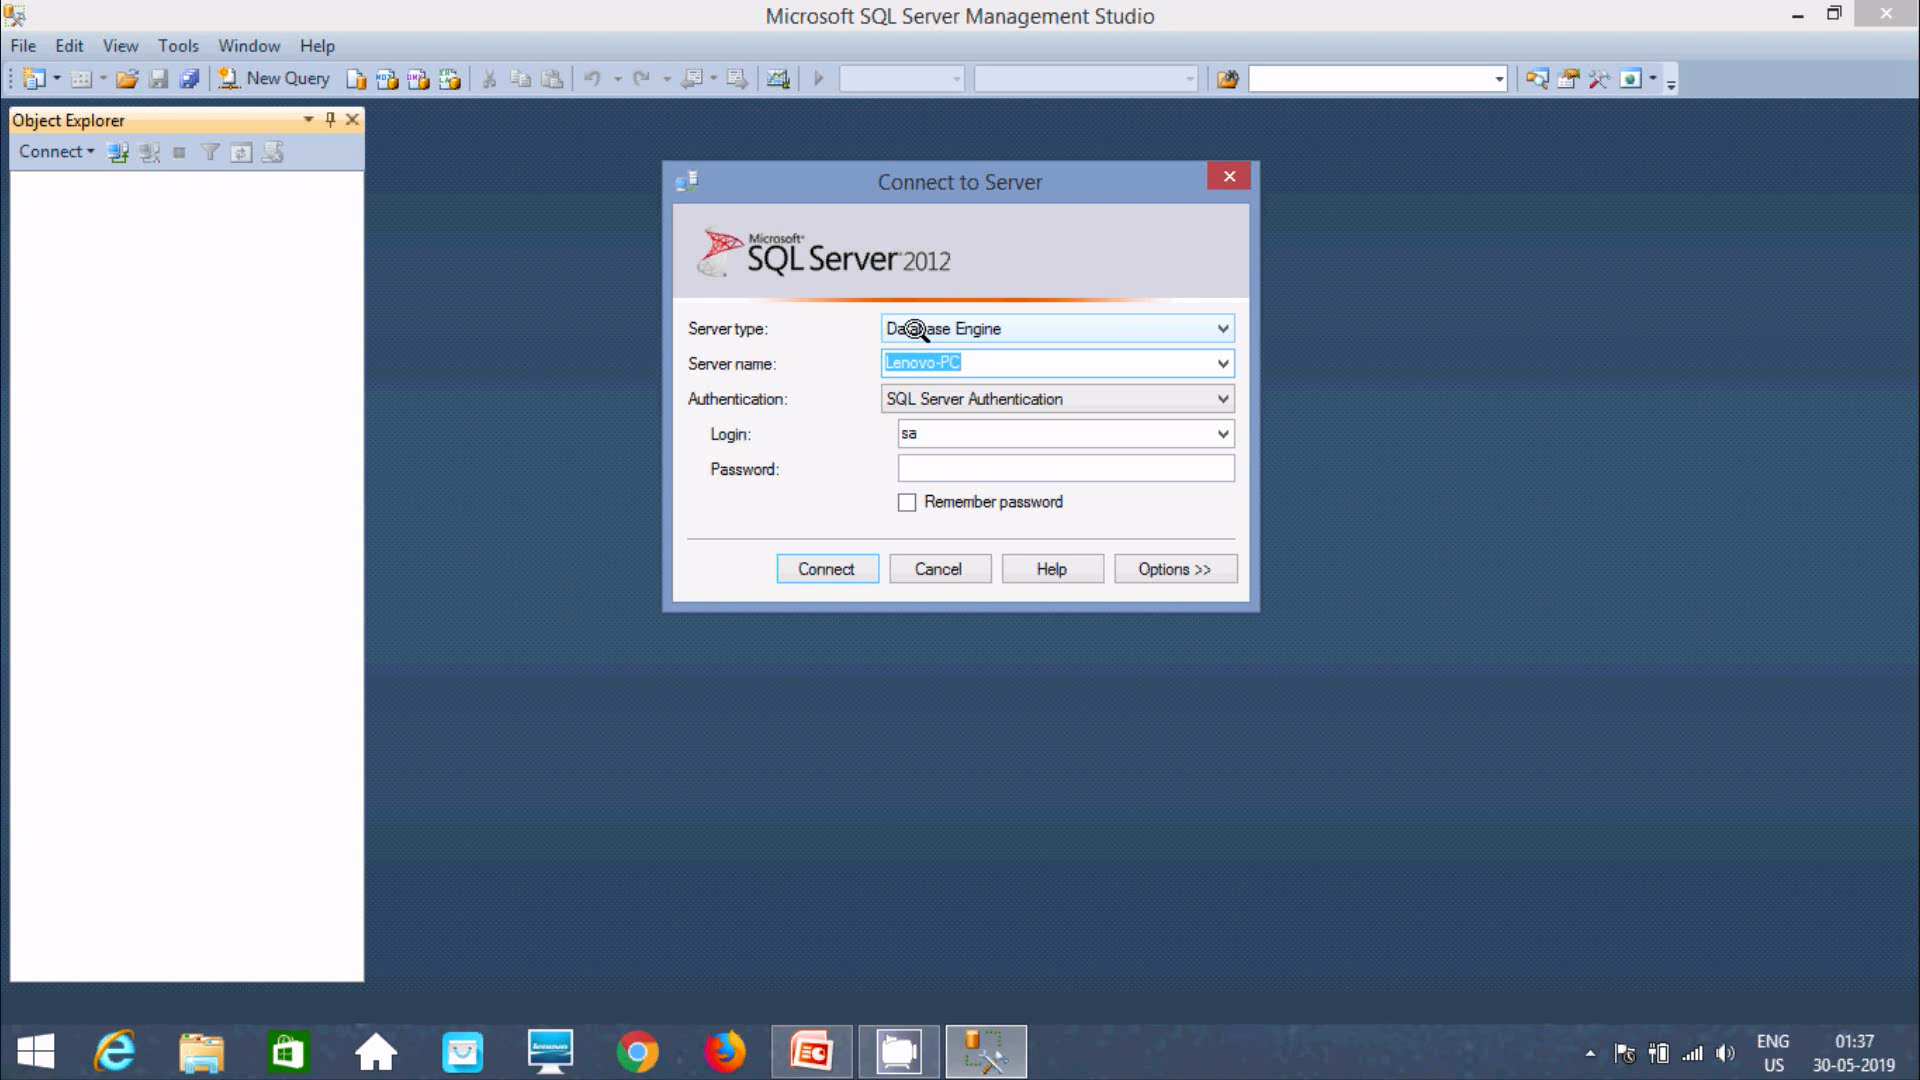 Microsoft SQL Server Management Studio
File Edit View Tools Window Help
New Query
Object Explorer
Connect
Connect to Server
Microsoft
SQL Server 2012
Server type: Database Engine
Server name: Lenovo-PC
Authentication: SQL Server Authentication
Login: sa
Password:
Remember password
Connect Cancel Help Options >>
ENG 01:37
US 30-05-2019